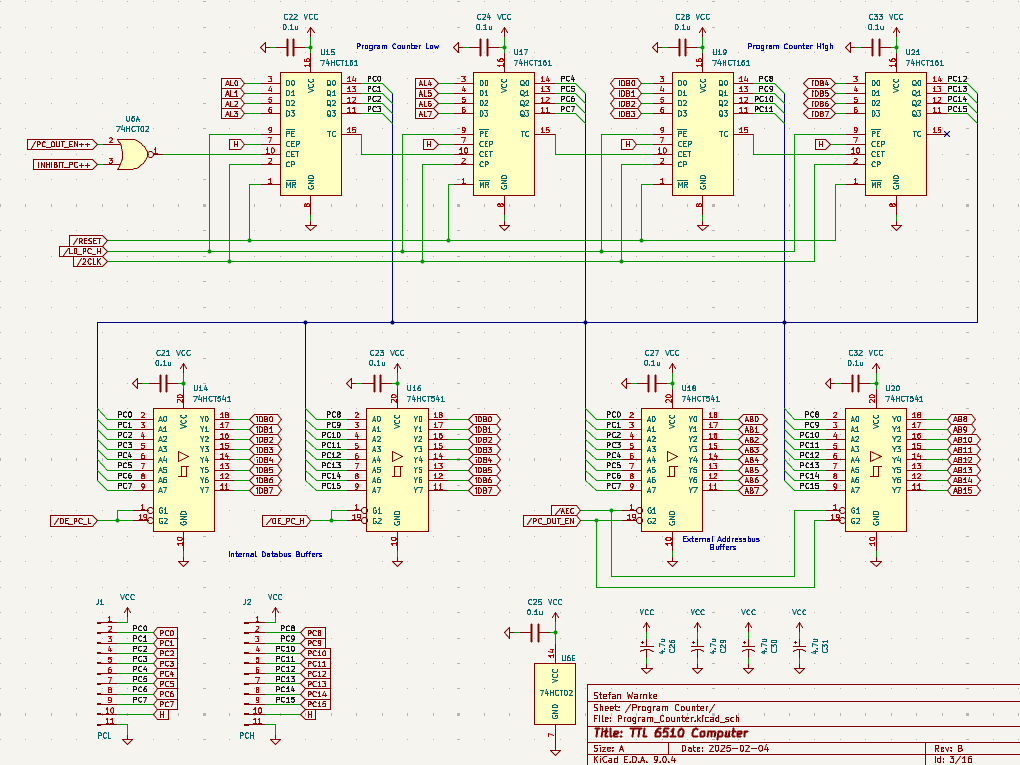 C22 VCC
0.1u
U15
74HCT161
Program Counter Low
C24 VCC
0.1u
U17
74HCT161
C28 VCC
0.1u
U19
74HCT161
Program Counter High
C33 VCC
0.1u
U21
74HCT161
16
VCC
AL0 3 D0 Q0 14 PC0
AL1 4 D1 Q1 13 PC1
AL2 5 D2 Q2 12 PC2
AL3 6 D3 Q3 11 PC3
9 PE TC 15
H 7 CEP
10 CET
2 CP
1 MR
GND
8
16
VCC
AL4 3 D0 Q0 14 PC4
AL5 4 D1 Q1 13 PC5
AL6 5 D2 Q2 12 PC6
AL7 6 D3 Q3 11 PC7
9 PE TC 15
H 7 CEP
10 CET
2 CP
1 MR
GND
8
16
VCC
IDB0 3 D0 Q0 14 PC8
IDB1 4 D1 Q1 13 PC9
IDB2 5 D2 Q2 12 PC10
IDB3 6 D3 Q3 11 PC11
9 PE TC 15
H 7 CEP
10 CET
2 CP
1 MR
GND
8
16
VCC
IDB4 3 D0 Q0 14 PC12
IDB5 4 D1 Q1 13 PC13
IDB6 5 D2 Q2 12 PC14
IDB7 6 D3 Q3 11 PC15
9 PE TC 15
H 7 CEP
10 CET
2 CP
1 MR
GND
8
U6A
74HCT02
/PC_OUT_EN++ 2
1
INHIBIT_PC++ 3
/RESET
/LD_PC_H
/2CLK
C21 VCC
0.1u
U14
74HCT541
20
VCC
PC0 2 A0 Y0 18 IDB0
PC1 3 A1 Y1 17 IDB1
PC2 4 A2 Y2 16 IDB2
PC3 5 A3 Y3 15 IDB3
PC4 6 A4 Y4 14 IDB4
PC5 7 A5 Y5 13 IDB5
PC6 8 A6 Y6 12 IDB6
PC7 9 A7 Y7 11 IDB7
1 G1
/OE_PC_L 19 G2
GND
10
C23 VCC
0.1u
U16
74HCT541
20
VCC
PC8 2 A0 Y0 18 IDB0
PC9 3 A1 Y1 17 IDB1
PC10 4 A2 Y2 16 IDB2
PC11 5 A3 Y3 15 IDB3
PC12 6 A4 Y4 14 IDB4
PC13 7 A5 Y5 13 IDB5
PC14 8 A6 Y6 12 IDB6
PC15 9 A7 Y7 11 IDB7
1 G1
/OE_PC_H 19 G2
GND
10
Internal Databus Buffers
C27 VCC
0.1u
U18
74HCT541
20
VCC
PC0 2 A0 Y0 18 AB0
PC1 3 A1 Y1 17 AB1
PC2 4 A2 Y2 16 AB2
PC3 5 A3 Y3 15 AB3
PC4 6 A4 Y4 14 AB4
PC5 7 A5 Y5 13 AB5
PC6 8 A6 Y6 12 AB6
PC7 9 A7 Y7 11 AB7
/AEC 1 G1
/PC_OUT_EN 19 G2
GND
10
External Addressbus
Buffers
C32 VCC
0.1u
U20
74HCT541
20
VCC
PC8 2 A0 Y0 18 AB8
PC9 3 A1 Y1 17 AB9
PC10 4 A2 Y2 16 AB10
PC11 5 A3 Y3 15 AB11
PC12 6 A4 Y4 14 AB12
PC13 7 A5 Y5 13 AB13
PC14 8 A6 Y6 12 AB14
PC15 9 A7 Y7 11 AB15
1 G1
19 G2
GND
10
J1 VCC
1
2 PC0 PC0
3 PC1 PC1
4 PC2 PC2
5 PC3 PC3
6 PC4 PC4
7 PC5 PC5
8 PC6 PC6
9 PC7 PC7
10 H
11
PCL
J2 VCC
1
2 PC8 PC8
3 PC9 PC9
4 PC10 PC10
5 PC11 PC11
6 PC12 PC12
7 PC13 PC13
8 PC14 PC14
9 PC15 PC15
10 H
11
PCH
C25 VCC
0.1u
14 U6E
VCC
74HCT02
GND
7
VCC VCC VCC VCC
4.7u C26
4.7u C29
4.7u C30
4.7u C31
Stefan Warnke
Sheet: /Program Counter/
File: Program_Counter.kicad_sch
Title: TTL 6510 Computer
Size: A Date: 2025-02-04 Rev: B
KiCad E.D.A. 9.0.4 Id: 3/16